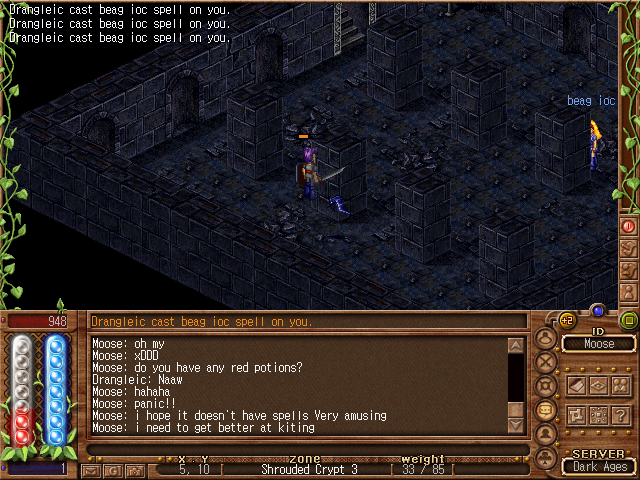 Drangleic cast beag ioc spell on you.
Drangleic cast beag ioc spell on you.
Drangleic cast beag ioc spell on you.
beag ioc
948
Drangleic cast beag ioc spell on you.
+2
ID
Moose
Moose: oh my
Moose: xDDD
Moose: do you have any red potions?
Drangleic: Naaw
Moose: hahaha
Moose: panic!!
Moose: i hope it doesn't have spells Very amusing
Moose: i need to get better at kiting
1
x Y zone weight
5, 10 [ Shrouded Crypt 3 [ 33 / 85 [
SERVER
Dark Ages